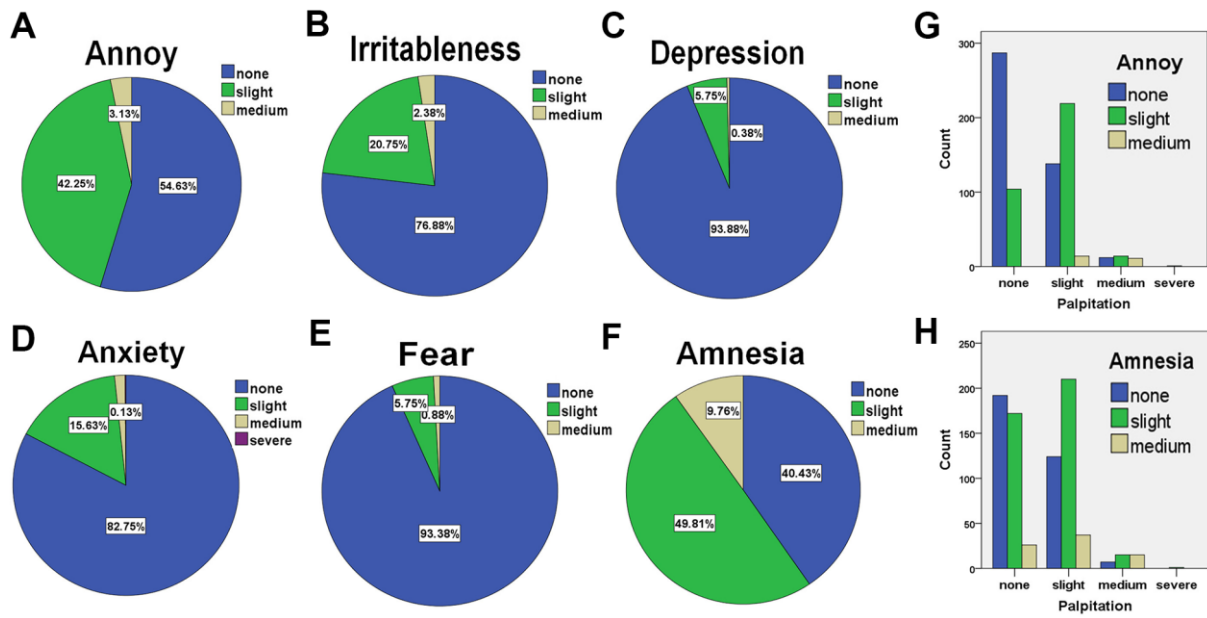 A
Annoy
none
slight
medium
3.13%
42.25%
54.63%
B
Irritableness
none
slight
medium
2.38%
20.75%
76.88%
C
Depression
none
slight
medium
5.75%
0.38%
93.88%
G
300
200
100
0
Count
Annoy
none
slight
medium
none slight medium severe
Palpitation
D
Anxiety
none
slight
medium
severe
0.13%
15.63%
82.75%
E
Fear
none
slight
medium
5.75%
0.88%
93.38%
F
Amnesia
none
slight
medium
9.76%
40.43%
49.81%
H
250
200
150
100
50
0
Count
Amnesia
none
slight
medium
none slight medium severe
Palpitation